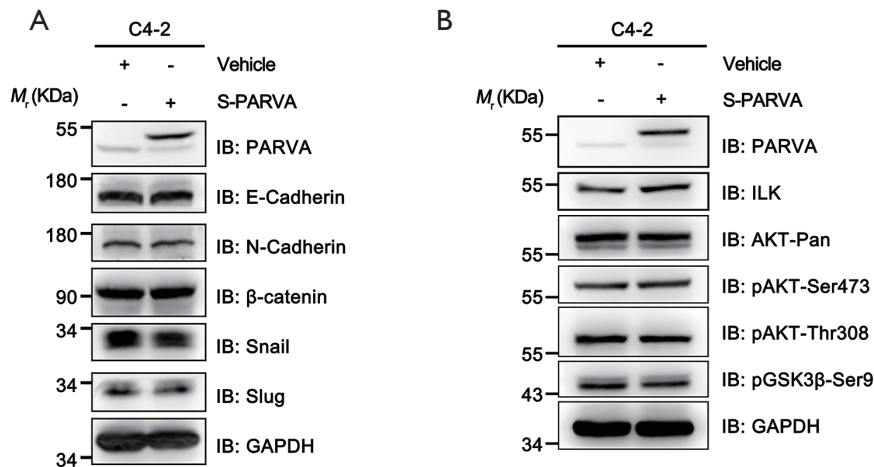 A
C4-2
+ - Vehicle
Mr (KDa) - + S-PARVA
55 IB: PARVA
180 IB: E-Cadherin
180 IB: N-Cadherin
90 IB: β-catenin
34 IB: Snail
34 IB: Slug
34 IB: GAPDH
B
C4-2
+ - Vehicle
Mr (KDa) - + S-PARVA
55 IB: PARVA
55 IB: ILK
55 IB: AKT-Pan
55 IB: pAKT-Ser473
55 IB: pAKT-Thr308
43 IB: pGSK3β-Ser9
34 IB: GAPDH